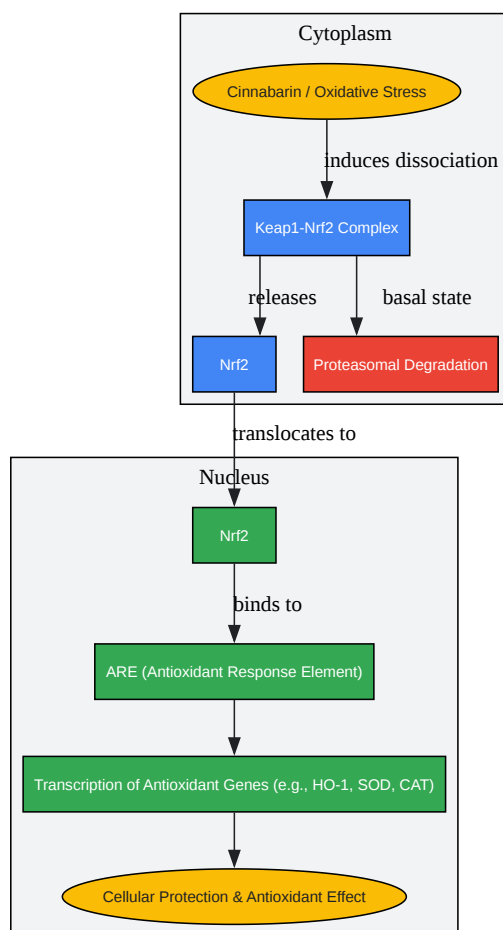 Cytoplasm
Cinnabarin / Oxidative Stress
induces dissociation
Keap1-Nrf2 Complex
releases
basal state
Nrf2
Proteasomal Degradation
translocates to
Nucleus
Nrf2
binds to
ARE (Antioxidant Response Element)
Transcription of Antioxidant Genes (e.g., HO-1, SOD, CAT)
Cellular Protection & Antioxidant Effect